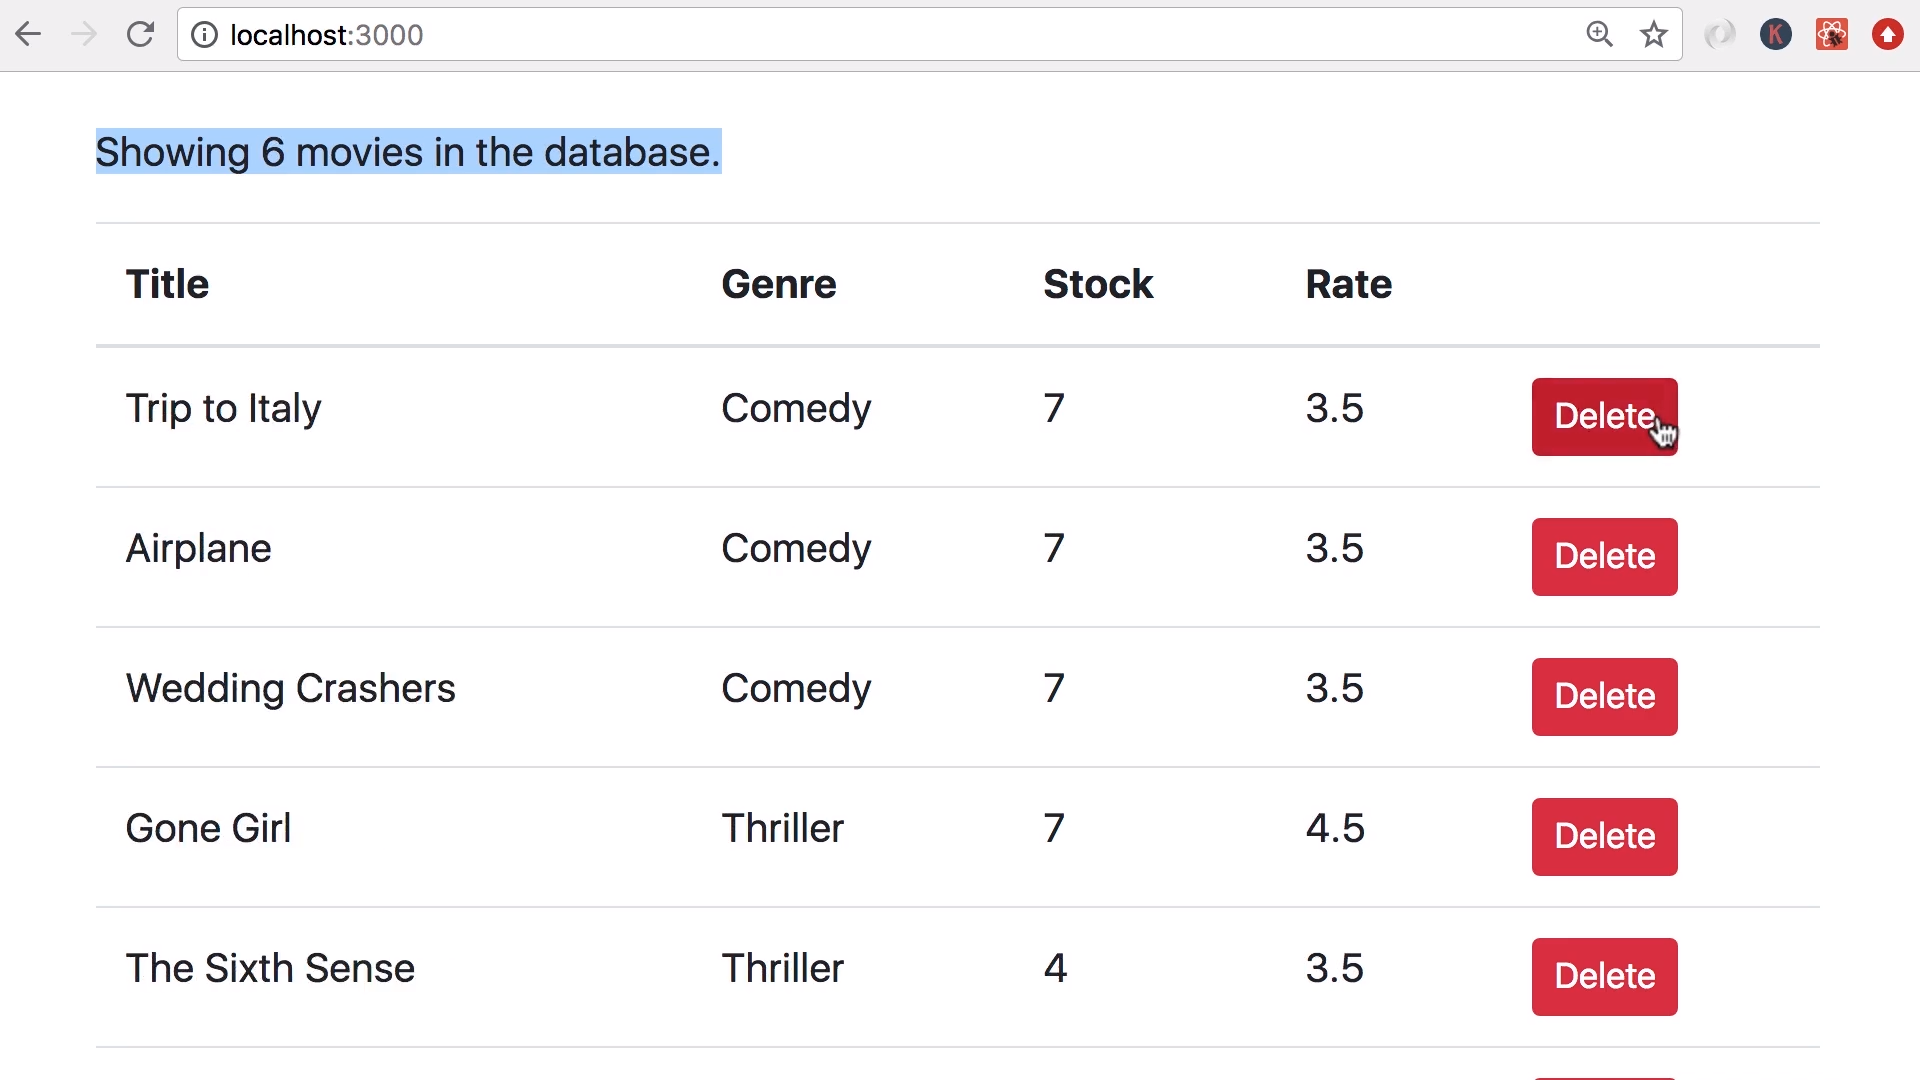 localhost:3000
K
Showing 6 movies in the database.
Title Genre Stock Rate
Trip to Italy Comedy 7 3.5 Delete
Airplane Comedy 7 3.5 Delete
Wedding Crashers Comedy 7 3.5 Delete
Gone Girl Thriller 7 4.5 Delete
The Sixth Sense Thriller 4 3.5 Delete